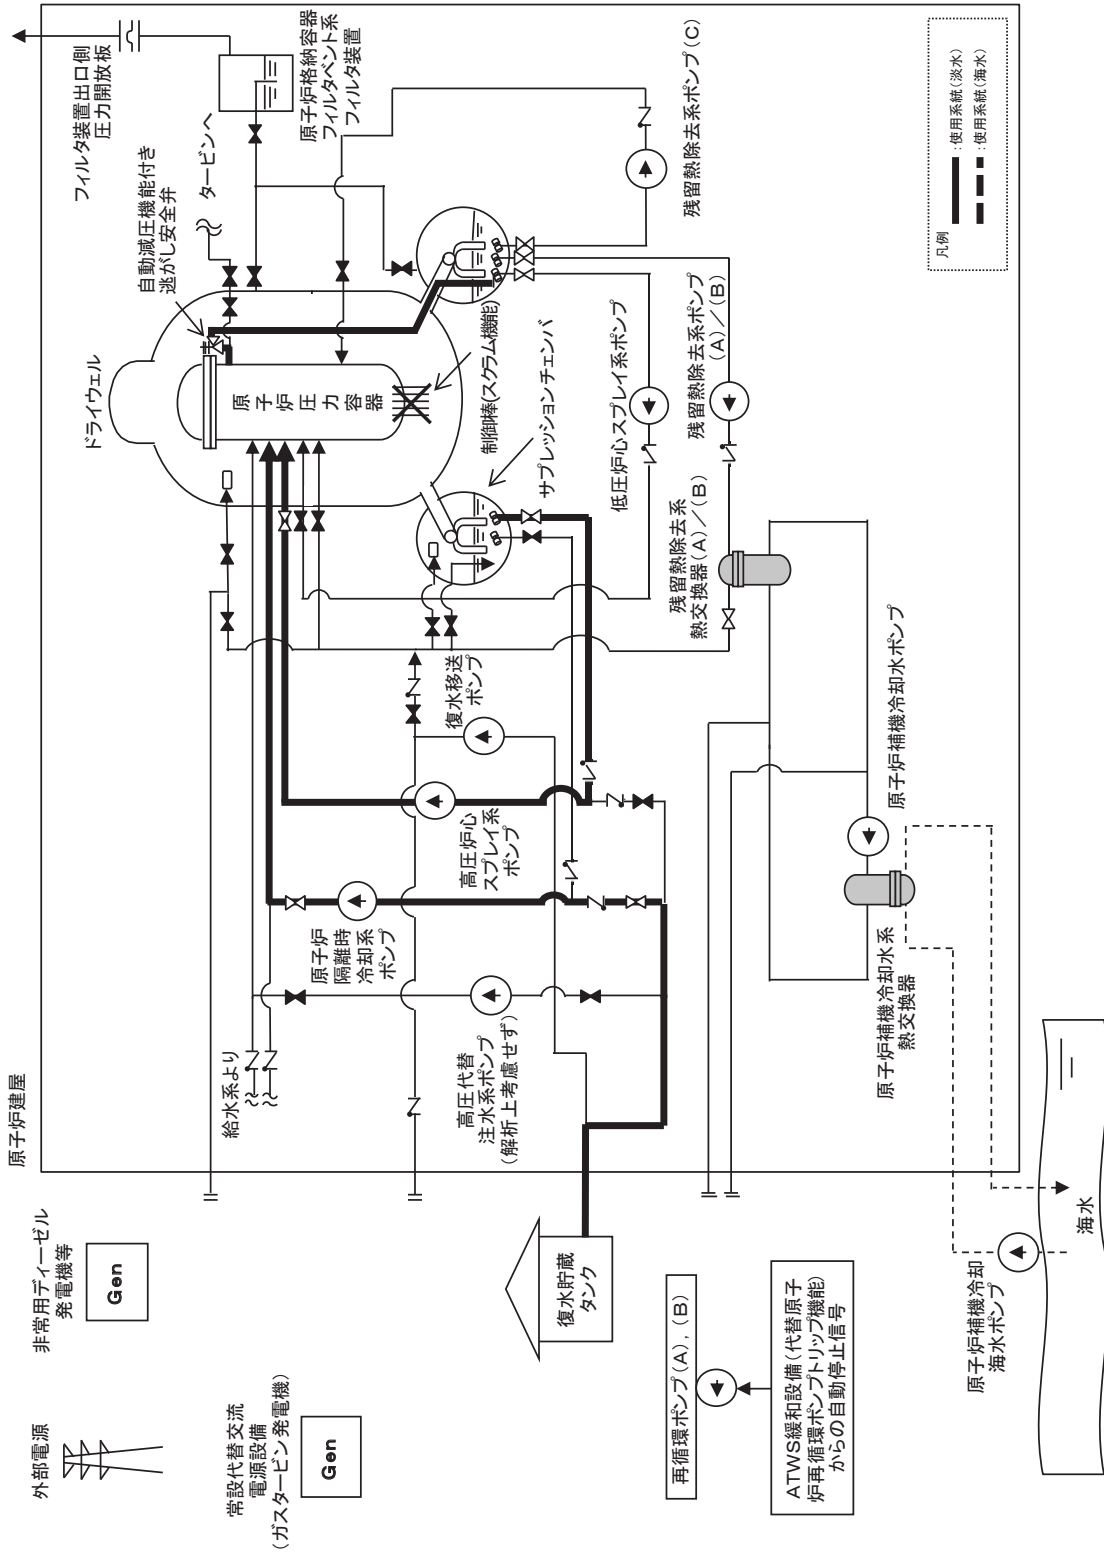 外部電源
非常用ディーゼル
発電機等
Gen
常設代替交流
電源設備
(ガスタービン発電機)
Gen
原子炉建屋
フィルタ装置出口側
圧力開放板
原子炉格納容器
フィルタベント系
フィルタ装置
タービンへ
自動減圧機能付き
逃がし安全弁
ドライウェル
原子炉圧力容器
制御棒(スクラム機能)
サプレッションチェンバ
給水系より
原子炉
隔離時
冷却系
ポンプ
高圧炉心
スプレイ系
ポンプ
復水移送
ポンプ
高圧代替
注水系ポンプ
(解析上考慮せず)
低圧炉心スプレイ系ポンプ
残留熱除去系ポンプ
(A)/(B)
残留熱除去系ポンプ(C)
残留熱除去系
熱交換器(A)/(B)
復水貯蔵
タンク
再循環ポンプ(A),(B)
ATWS緩和設備(代替原子
炉再循環ポンプトリップ機能)
からの自動停止信号
原子炉補機冷却水ポンプ
原子炉補機冷却水系
熱交換器
原子炉補機冷却
海水ポンプ
海水
凡例
:使用系統(淡水)
:使用系統(海水)